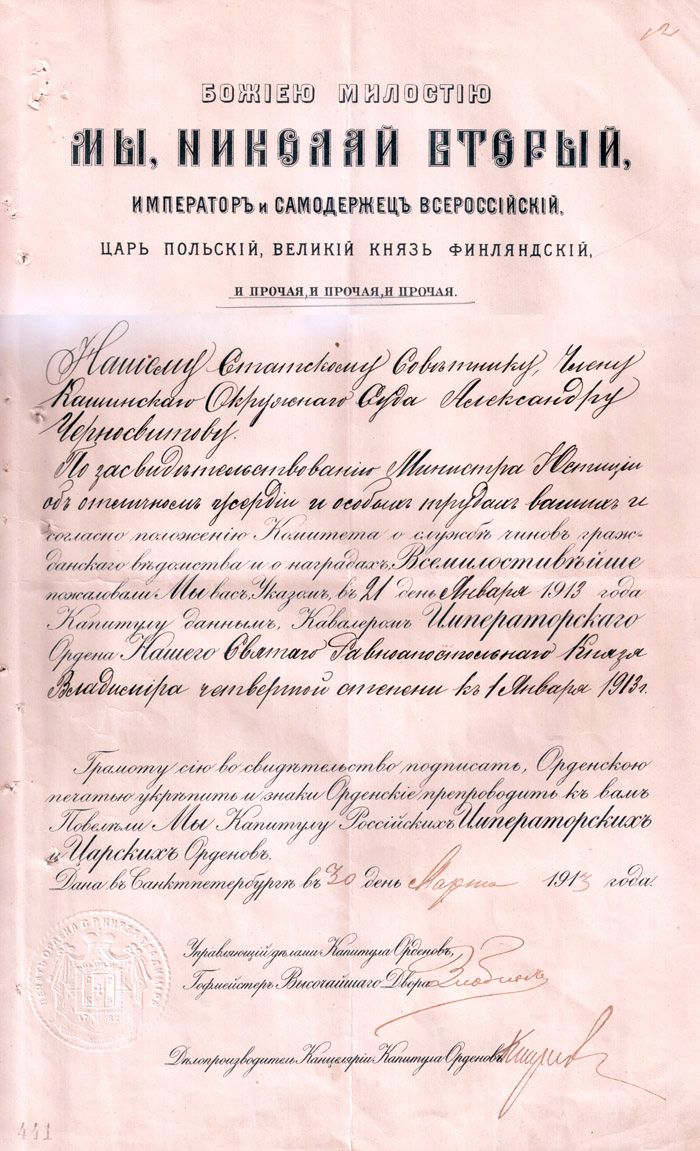 12
БОЖІЕЮ МИЛОСТІЮ
МЫ, НИКОЛАЙ ВТОРЫЙ,
ИМПЕРАТОРЪ и САМОДЕРЖЕЦЪ ВСЕРОССІЙСКІЙ,
ЦАРЬ ПОЛЬСКІЙ, ВЕЛИКІЙ КНЯЗЬ ФИНЛЯНДСКІЙ,
И ПРОЧАЯ, И ПРОЧАЯ, И ПРОЧАЯ.
Нашему Статскому Совѣтнику, Члену
Кашинскаго Окружнаго Суда Александру
Черносвитову.
По засвидѣтельствованію Министра Юстиціи
объ отличномъ усердіи и особыхъ трудахъ вашихъ и
согласно положенію Комитета о службѣ чиновъ граж-
данскаго вѣдомства и о наградахъ, Всемилостивѣйше
пожаловали Мы васъ, Указомъ, въ 21 день Января 1913 года
Капитулу даннымъ, Кавалеромъ Императорскаго
Ордена Нашего Святаго Равноапостольнаго Князя
Владиміра четвертой степени къ 1 Января 1913 г.
Грамоту сію во свидѣтельство подписать, Орденскою
печатью укрѣпить и знаки Орденскіе препроводить къ вамъ
Повелѣли Мы Капитулу Россійскихъ Императорскихъ
и Царскихъ Орденовъ.
Дана въ Санктпетербургѣ въ 30 день Марта 1913 года.
Управляющій дѣлами Капитула Орденовъ,
Гофмейстеръ Высочайшаго Двора
Дѣлопроизводитель Канцеляріи Капитула Орденовъ
441